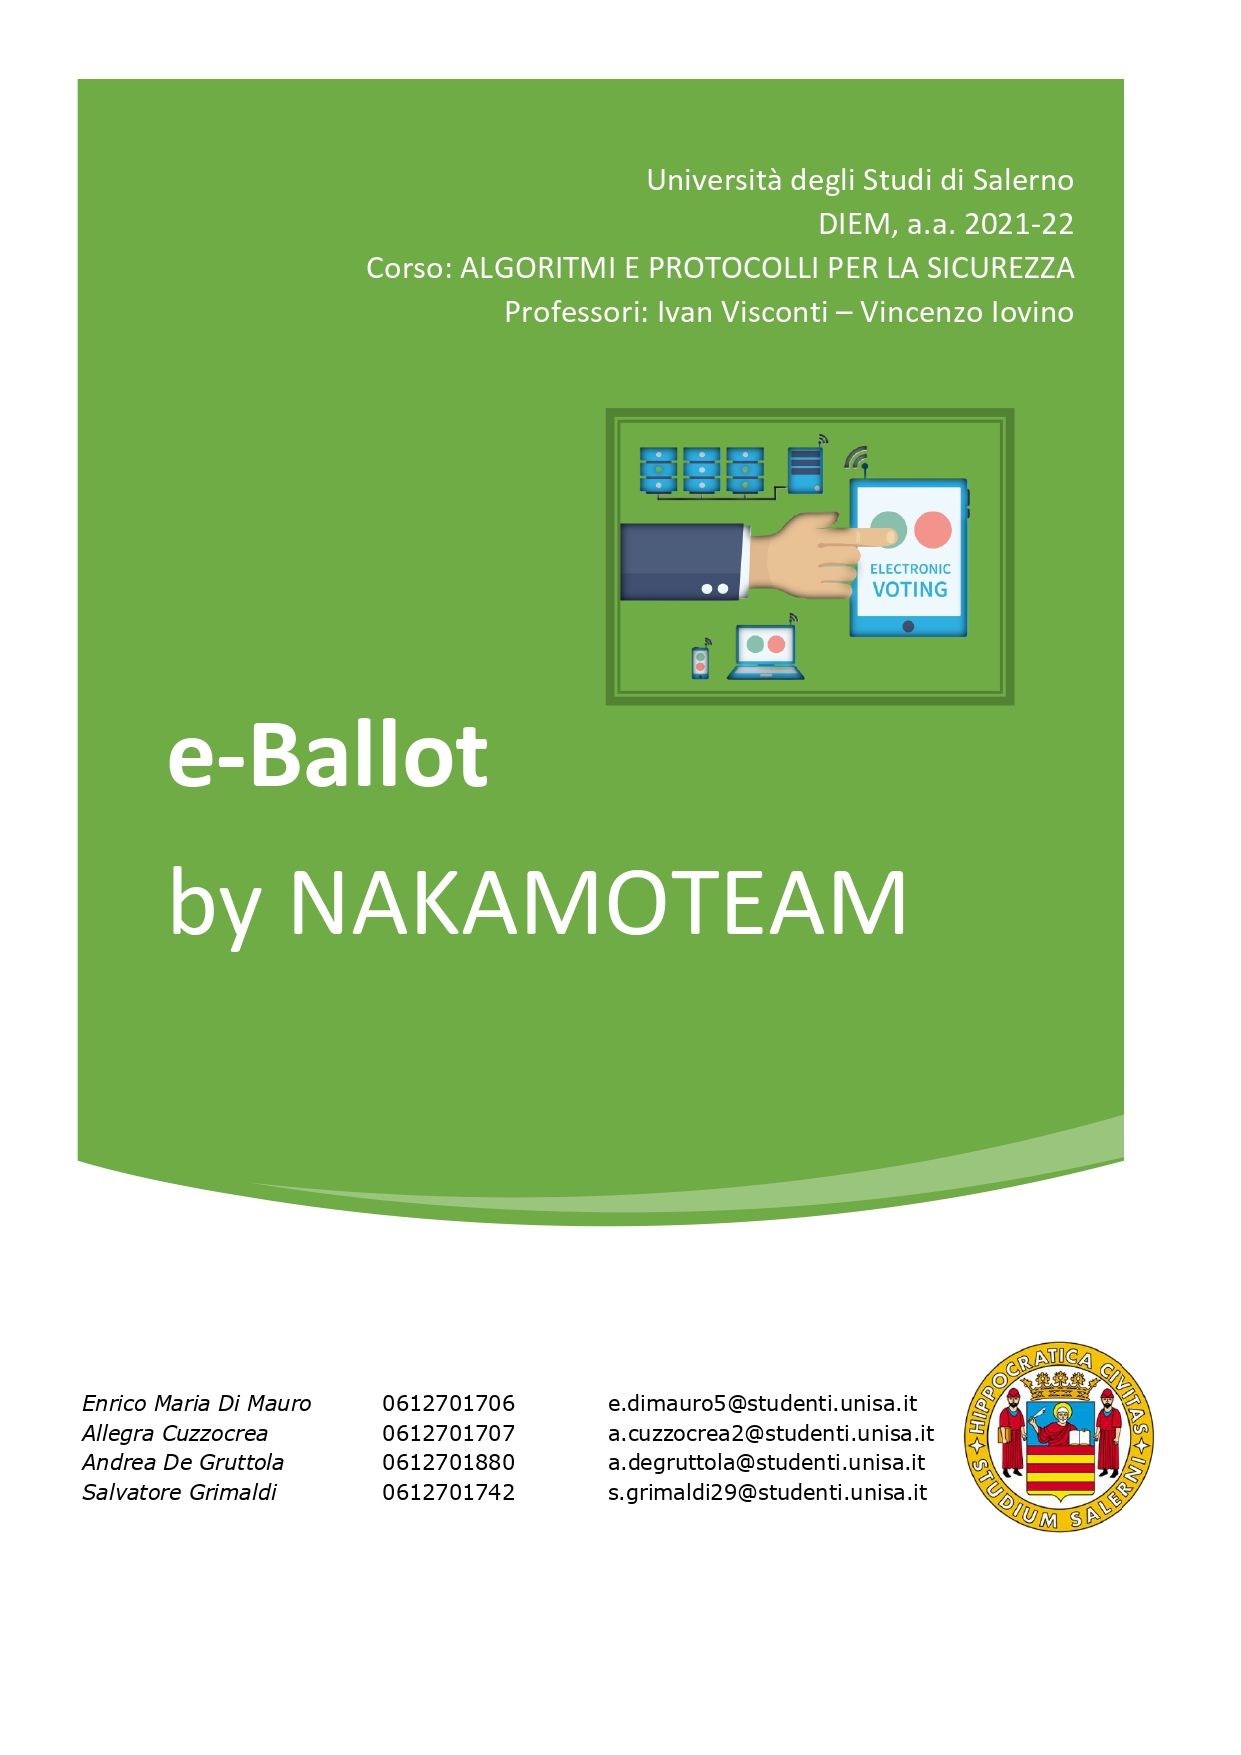 Università degli Studi di Salerno
DIEM, a.a. 2021-22
Corso: ALGORITMI E PROTOCOLLI PER LA SICUREZZA
Professori: Ivan Visconti – Vincenzo Iovino
ELECTRONIC
VOTING
e-Ballot
by NAKAMOTEAM
Enrico Maria Di Mauro 0612701706 e.dimauro5@studenti.unisa.it
Allegra Cuzzocrea 0612701707 a.cuzzocrea2@studenti.unisa.it
Andrea De Gruttola 0612701880 a.degruttola@studenti.unisa.it
Salvatore Grimaldi 0612701742 s.grimaldi29@studenti.unisa.it
HIPPOCRATICA CIVITAS
STUDIUM SALERNI